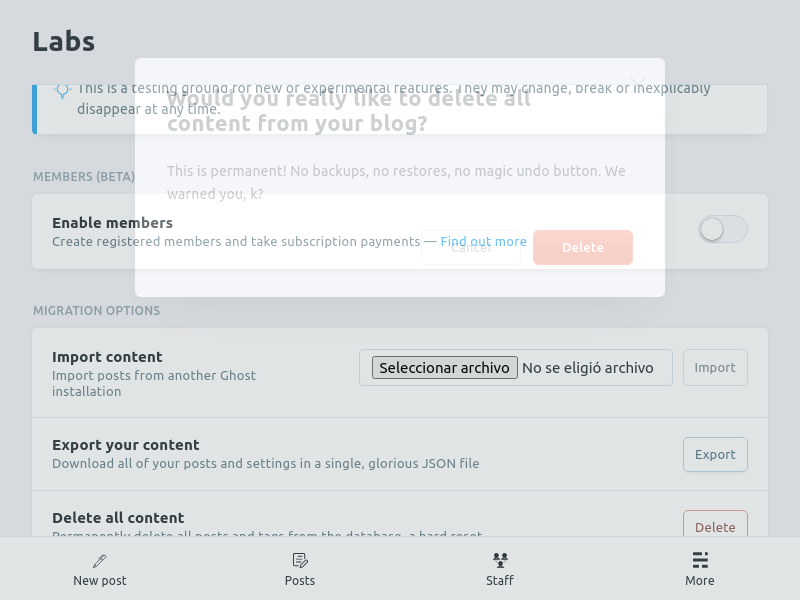 Labs
This is a testing ground for new or experimental features. They may change, break or inexplicably
disappear at any time.
Would you really like to delete all
content from your blog?
This is permanent! No backups, no restores, no magic undo button. We
warned you, k?
Cancel
Delete
MEMBERS (BETA)
Enable members
Create registered members and take subscription payments — Find out more
MIGRATION OPTIONS
Import content
Import posts from another Ghost
installation
Seleccionar archivo No se eligió archivo
Import
Export your content
Download all of your posts and settings in a single, glorious JSON file
Export
Delete all content
Permanently delete all posts and tags from the database, a hard reset
Delete
New post
Posts
Staff
More